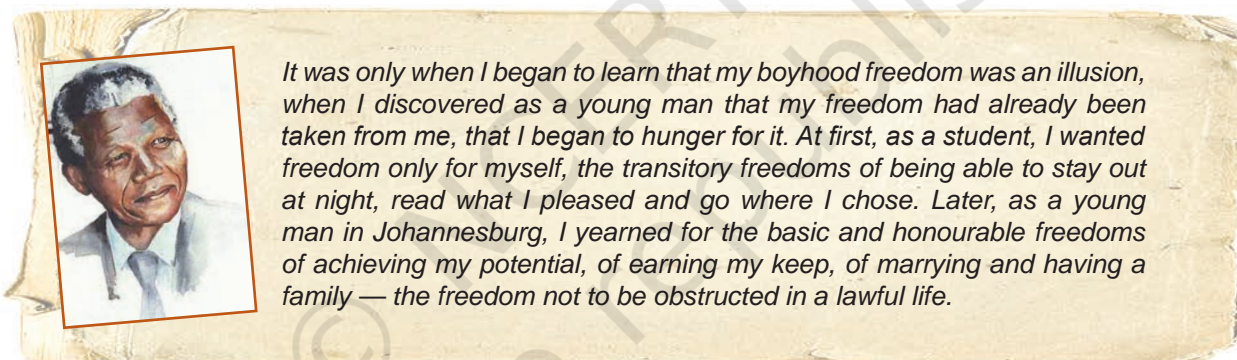 It was only when I began to learn that my boyhood freedom was an illusion,
when I discovered as a young man that my freedom had already been
taken from me, that I began to hunger for it. At first, as a student, I wanted
freedom only for myself, the transitory freedoms of being able to stay out
at night, read what I pleased and go where I chose. Later, as a young
man in Johannesburg, I yearned for the basic and honourable freedoms
of achieving my potential, of earning my keep, of marrying and having a
family — the freedom not to be obstructed in a lawful life.
© NCERT
republis